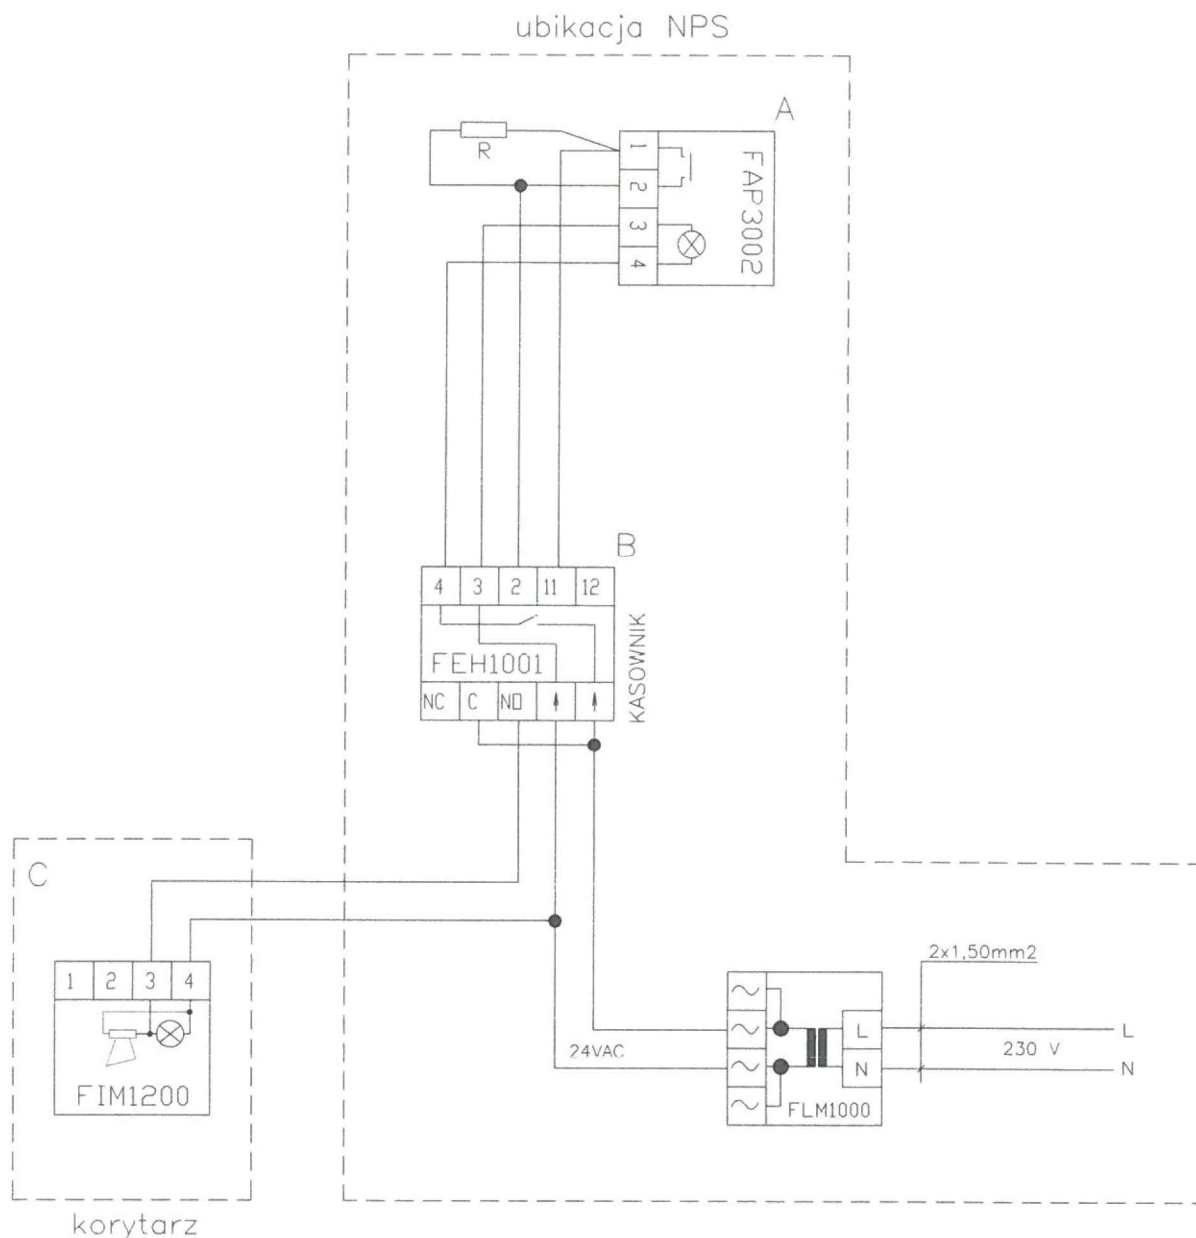 ubikacja NPS
A
R
1
2
3
4
FAP3002
B
4 3 2 11 12
FEH1001
KASOWNIK
NC C NO
C
1 2 3 4
FIM1200
korytarz
2x1,50mm2
24VAC
L
N
230 V
L
N
FLM1000